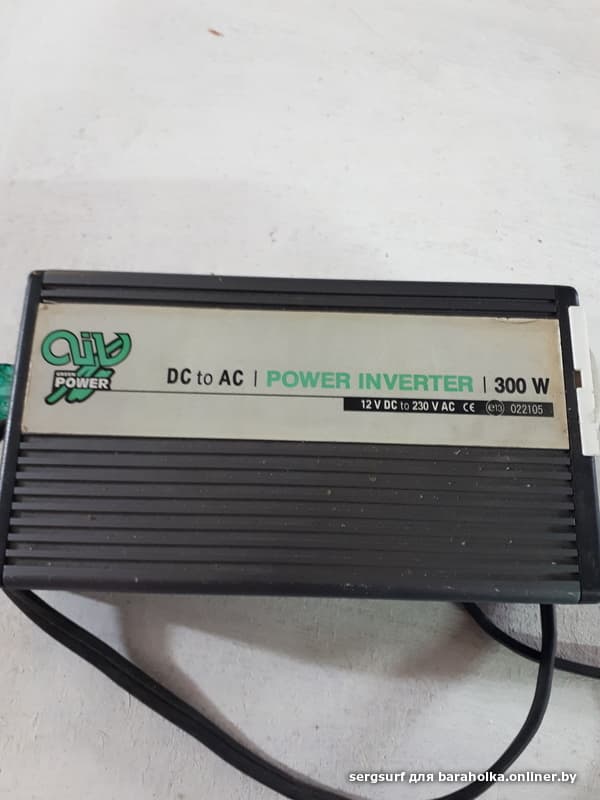 aiv
GREEN
POWER
DC to AC | POWER INVERTER | 300 W
12 V DC to 230 V AC CE e13 022105
sergsurf для baraholka.onliner.by